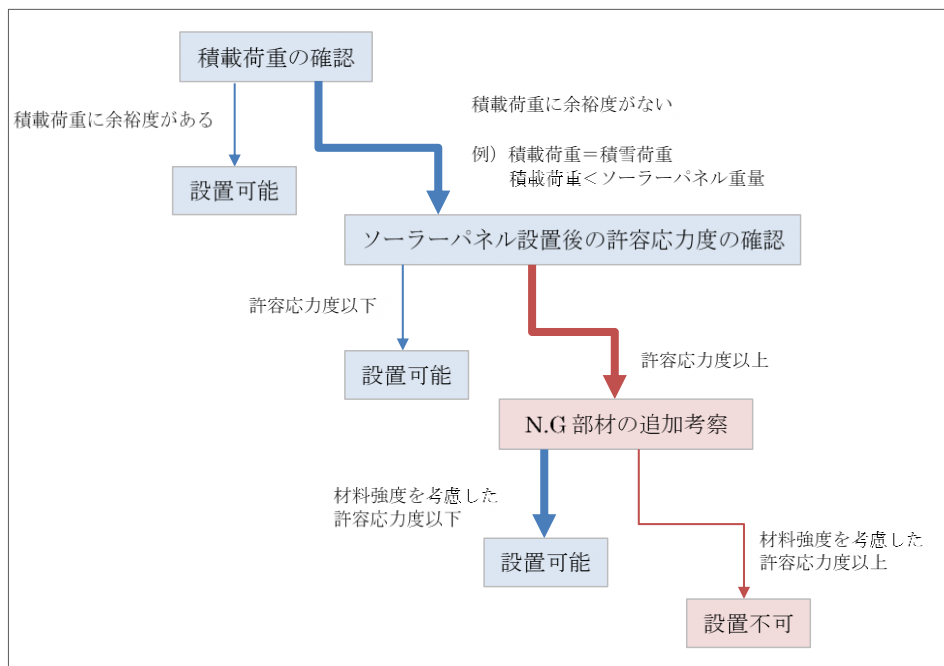 積載荷重の確認
積載荷重に余裕度がある
積載荷重に余裕度がない
例）積載荷重＝積雪荷重
積載荷重＜ソーラーパネル重量
設置可能
ソーラーパネル設置後の許容応力度の確認
許容応力度以下
許容応力度以上
設置可能
N.G 部材の追加考察
材料強度を考慮した
許容応力度以下
材料強度を考慮した
許容応力度以上
設置可能
設置不可